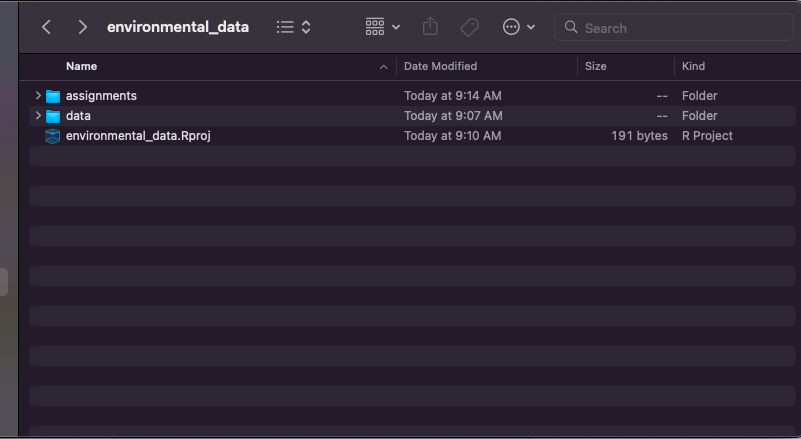 environmental_data Search
Name Date Modified Size Kind
assignments Today at 9:14 AM -- Folder
data Today at 9:07 AM -- Folder
environmental_data.Rproj Today at 9:10 AM 191 bytes R Project